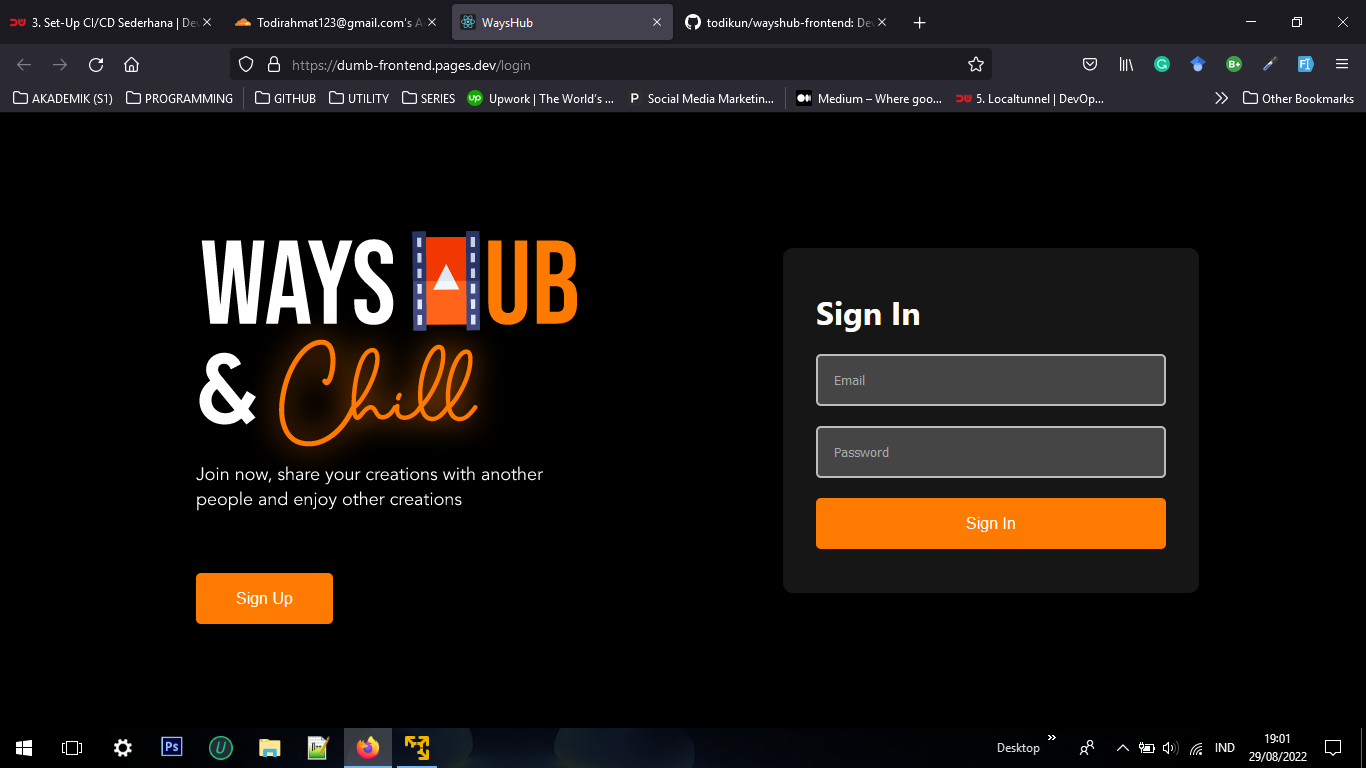 3. Set-Up CI/CD Sederhana | De
Todirahmat123@gmail.com's A
WaysHub
todikun/wayshub-frontend: De
https://dumb-frontend.pages.dev/login
AKADEMIK (S1)
PROGRAMMING
GITHUB
UTILITY
SERIES
Upwork | The World's ...
Social Media Marketin...
Medium – Where goo...
5. Localtunnel | DevOp...
Other Bookmarks
WAYS HUB
& Chill
Join now, share your creations with another
people and enjoy other creations
Sign Up
Sign In
Email
Password
Sign In
Desktop
IND
19:01
29/08/2022